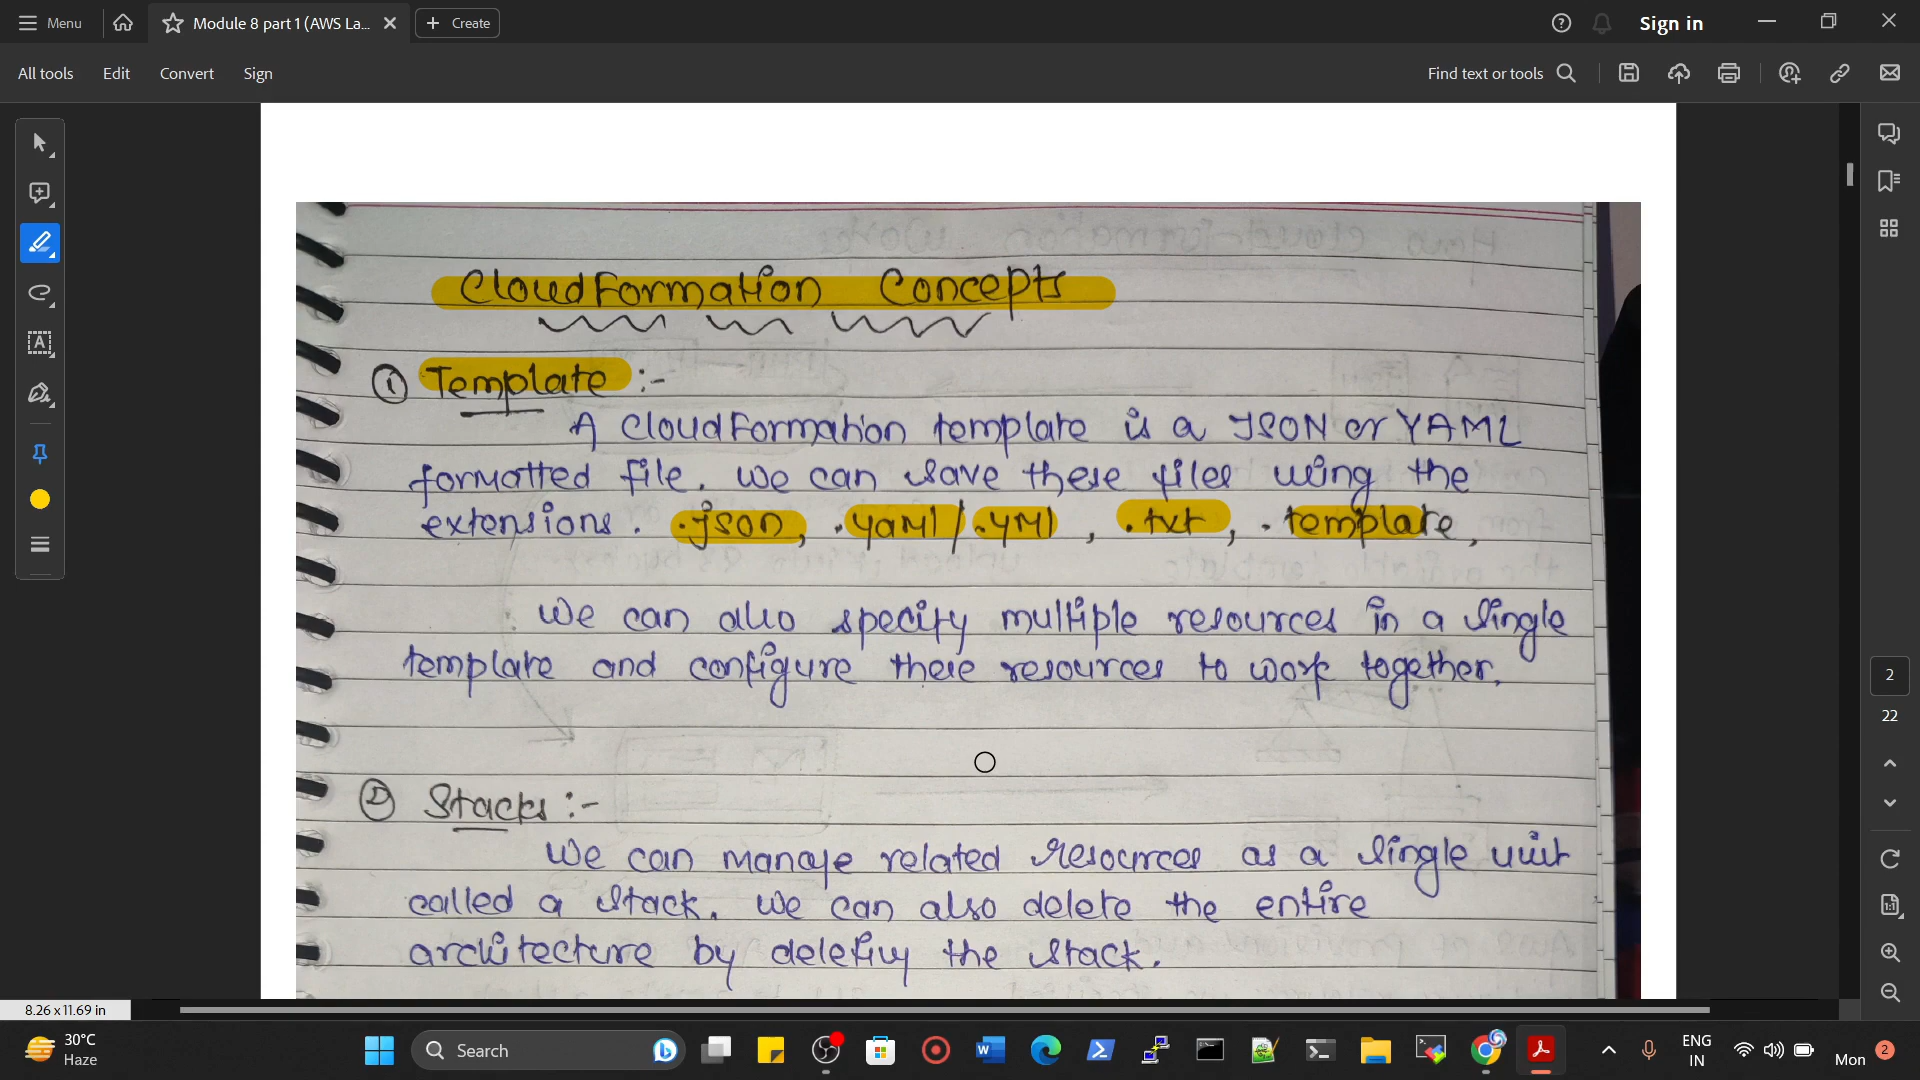 Menu
Module 8 part 1 (AWS La...
Create
Sign in
All tools
Edit
Convert
Sign
Find text or tools
CloudFormation Concepts
① Template :-
A CloudFormation template is a JSON or YAML
formatted file. We can save these files using the
extensions. .json, .yaml/.yml, .txt, .template,
We can also specify multiple resources in a single
template and configure these resources to work together.
② Stacks :-
We can manage related resources as a single unit
called a stack. We can also delete the entire
architecture by deleting the stack.
2
22
8.26 x 11.69 in
30°C
Haze
Search
ENG
IN
Mon
2